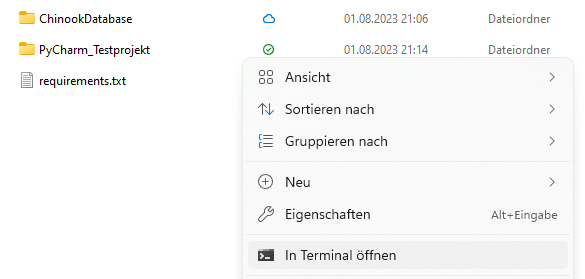 ChinookDatabase 01.08.2023 21:06 Dateiordner
PyCharm_Testprojekt 01.08.2023 21:14 Dateiordner
requirements.txt
Ansicht
Sortieren nach
Gruppieren nach
Neu
Eigenschaften Alt+Eingabe
In Terminal öffnen